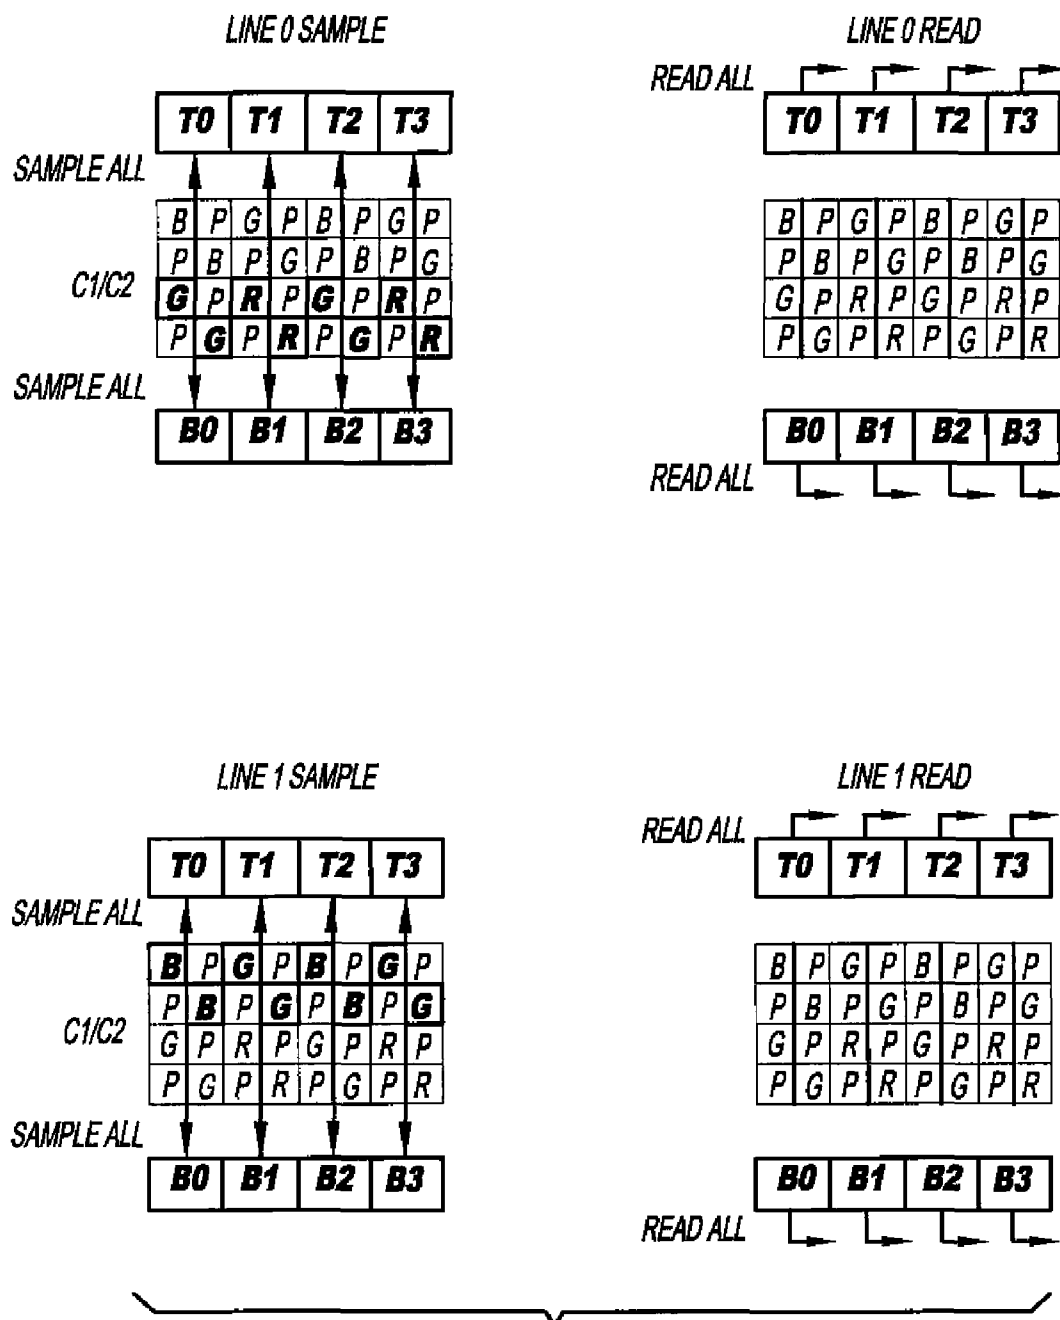 LINE 0 SAMPLE
T0 T1 T2 T3
SAMPLE ALL
B P G P B P G P
P B P G P B P G
C1/C2
G P R P G P R P
P G P R P G P R
SAMPLE ALL
B0 B1 B2 B3
LINE 0 READ
READ ALL
T0 T1 T2 T3
B P G P B P G P
P B P G P B P G
G P R P G P R P
P G P R P G P R
B0 B1 B2 B3
READ ALL
LINE 1 SAMPLE
T0 T1 T2 T3
SAMPLE ALL
B P G P B P G P
P B P G P B P G
C1/C2
G P R P G P R P
P G P R P G P R
SAMPLE ALL
B0 B1 B2 B3
LINE 1 READ
READ ALL
T0 T1 T2 T3
B P G P B P G P
P B P G P B P G
G P R P G P R P
P G P R P G P R
B0 B1 B2 B3
READ ALL